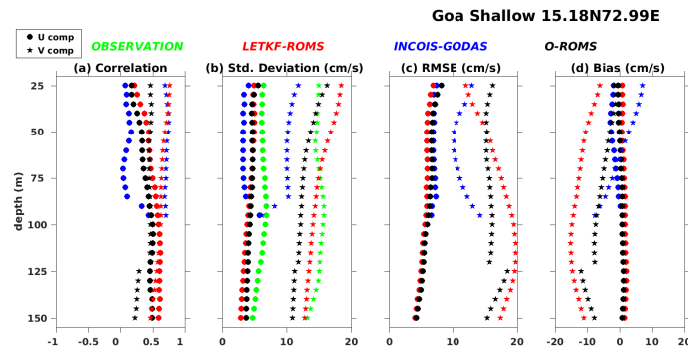 Goa Shallow 15.18N72.99E
U comp
V comp
OBSERVATION LETKF-ROMS INCOIS-GODAS O-ROMS
(a) Correlation (b) Std. Deviation (cm/s) (c) RMSE (cm/s) (d) Bias (cm/s)
depth (m)
25
50
75
100
125
150
-1 -0.5 0 0.5 1 0 10 20 0 10 20 -20 -10 0 10 20